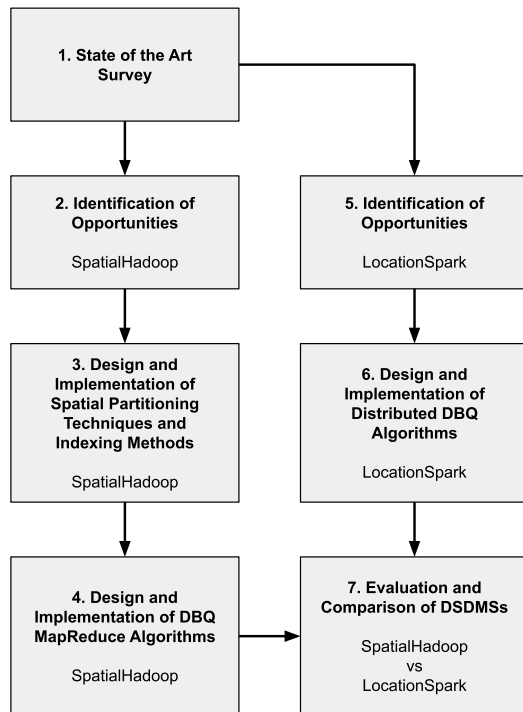 1. State of the Art
Survey
2. Identification of
Opportunities
SpatialHadoop
3. Design and
Implementation of
Spatial Partitioning
Techniques and
Indexing Methods
SpatialHadoop
4. Design and
Implementation of DBQ
MapReduce Algorithms
SpatialHadoop
5. Identification of
Opportunities
LocationSpark
6. Design and
Implementation of
Distributed DBQ
Algorithms
LocationSpark
7. Evaluation and
Comparison of DSDMSs
SpatialHadoop
vs
LocationSpark